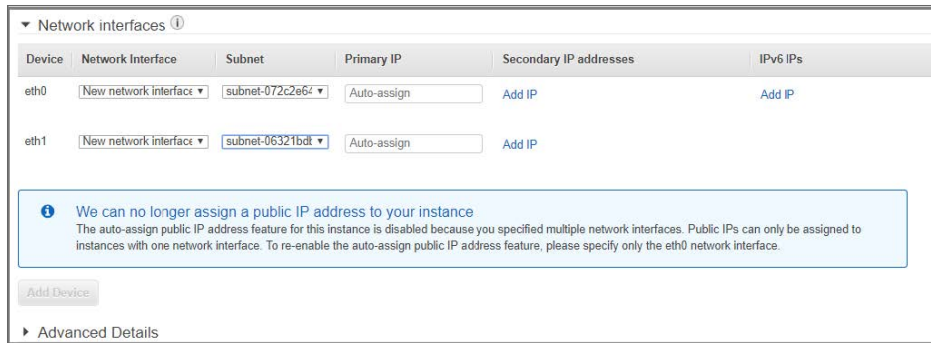 Network interfaces
Device Network Interface Subnet Primary IP Secondary IP addresses IPv6 IPs
eth0 New network interface subnet-072c2e64 Auto-assign Add IP Add IP
eth1 New network interface subnet-06321bdb Auto-assign Add IP
We can no longer assign a public IP address to your instance
The auto-assign public IP address feature for this instance is disabled because you specified multiple network interfaces. Public IPs can only be assigned to
instances with one network interface. To re-enable the auto-assign public IP address feature, please specify only the eth0 network interface.
Add Device
Advanced Details